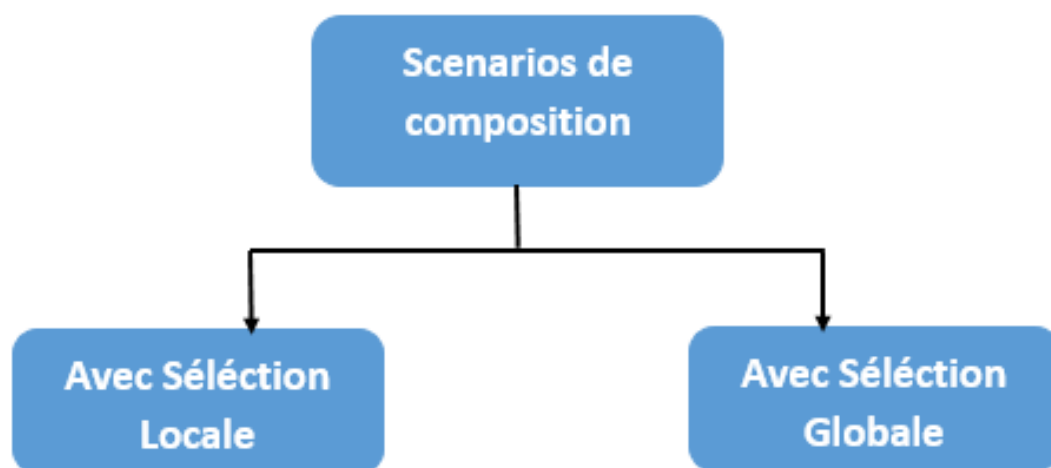 Scenarios de
composition
Avec Séléction
Locale
Avec Séléction
Globale